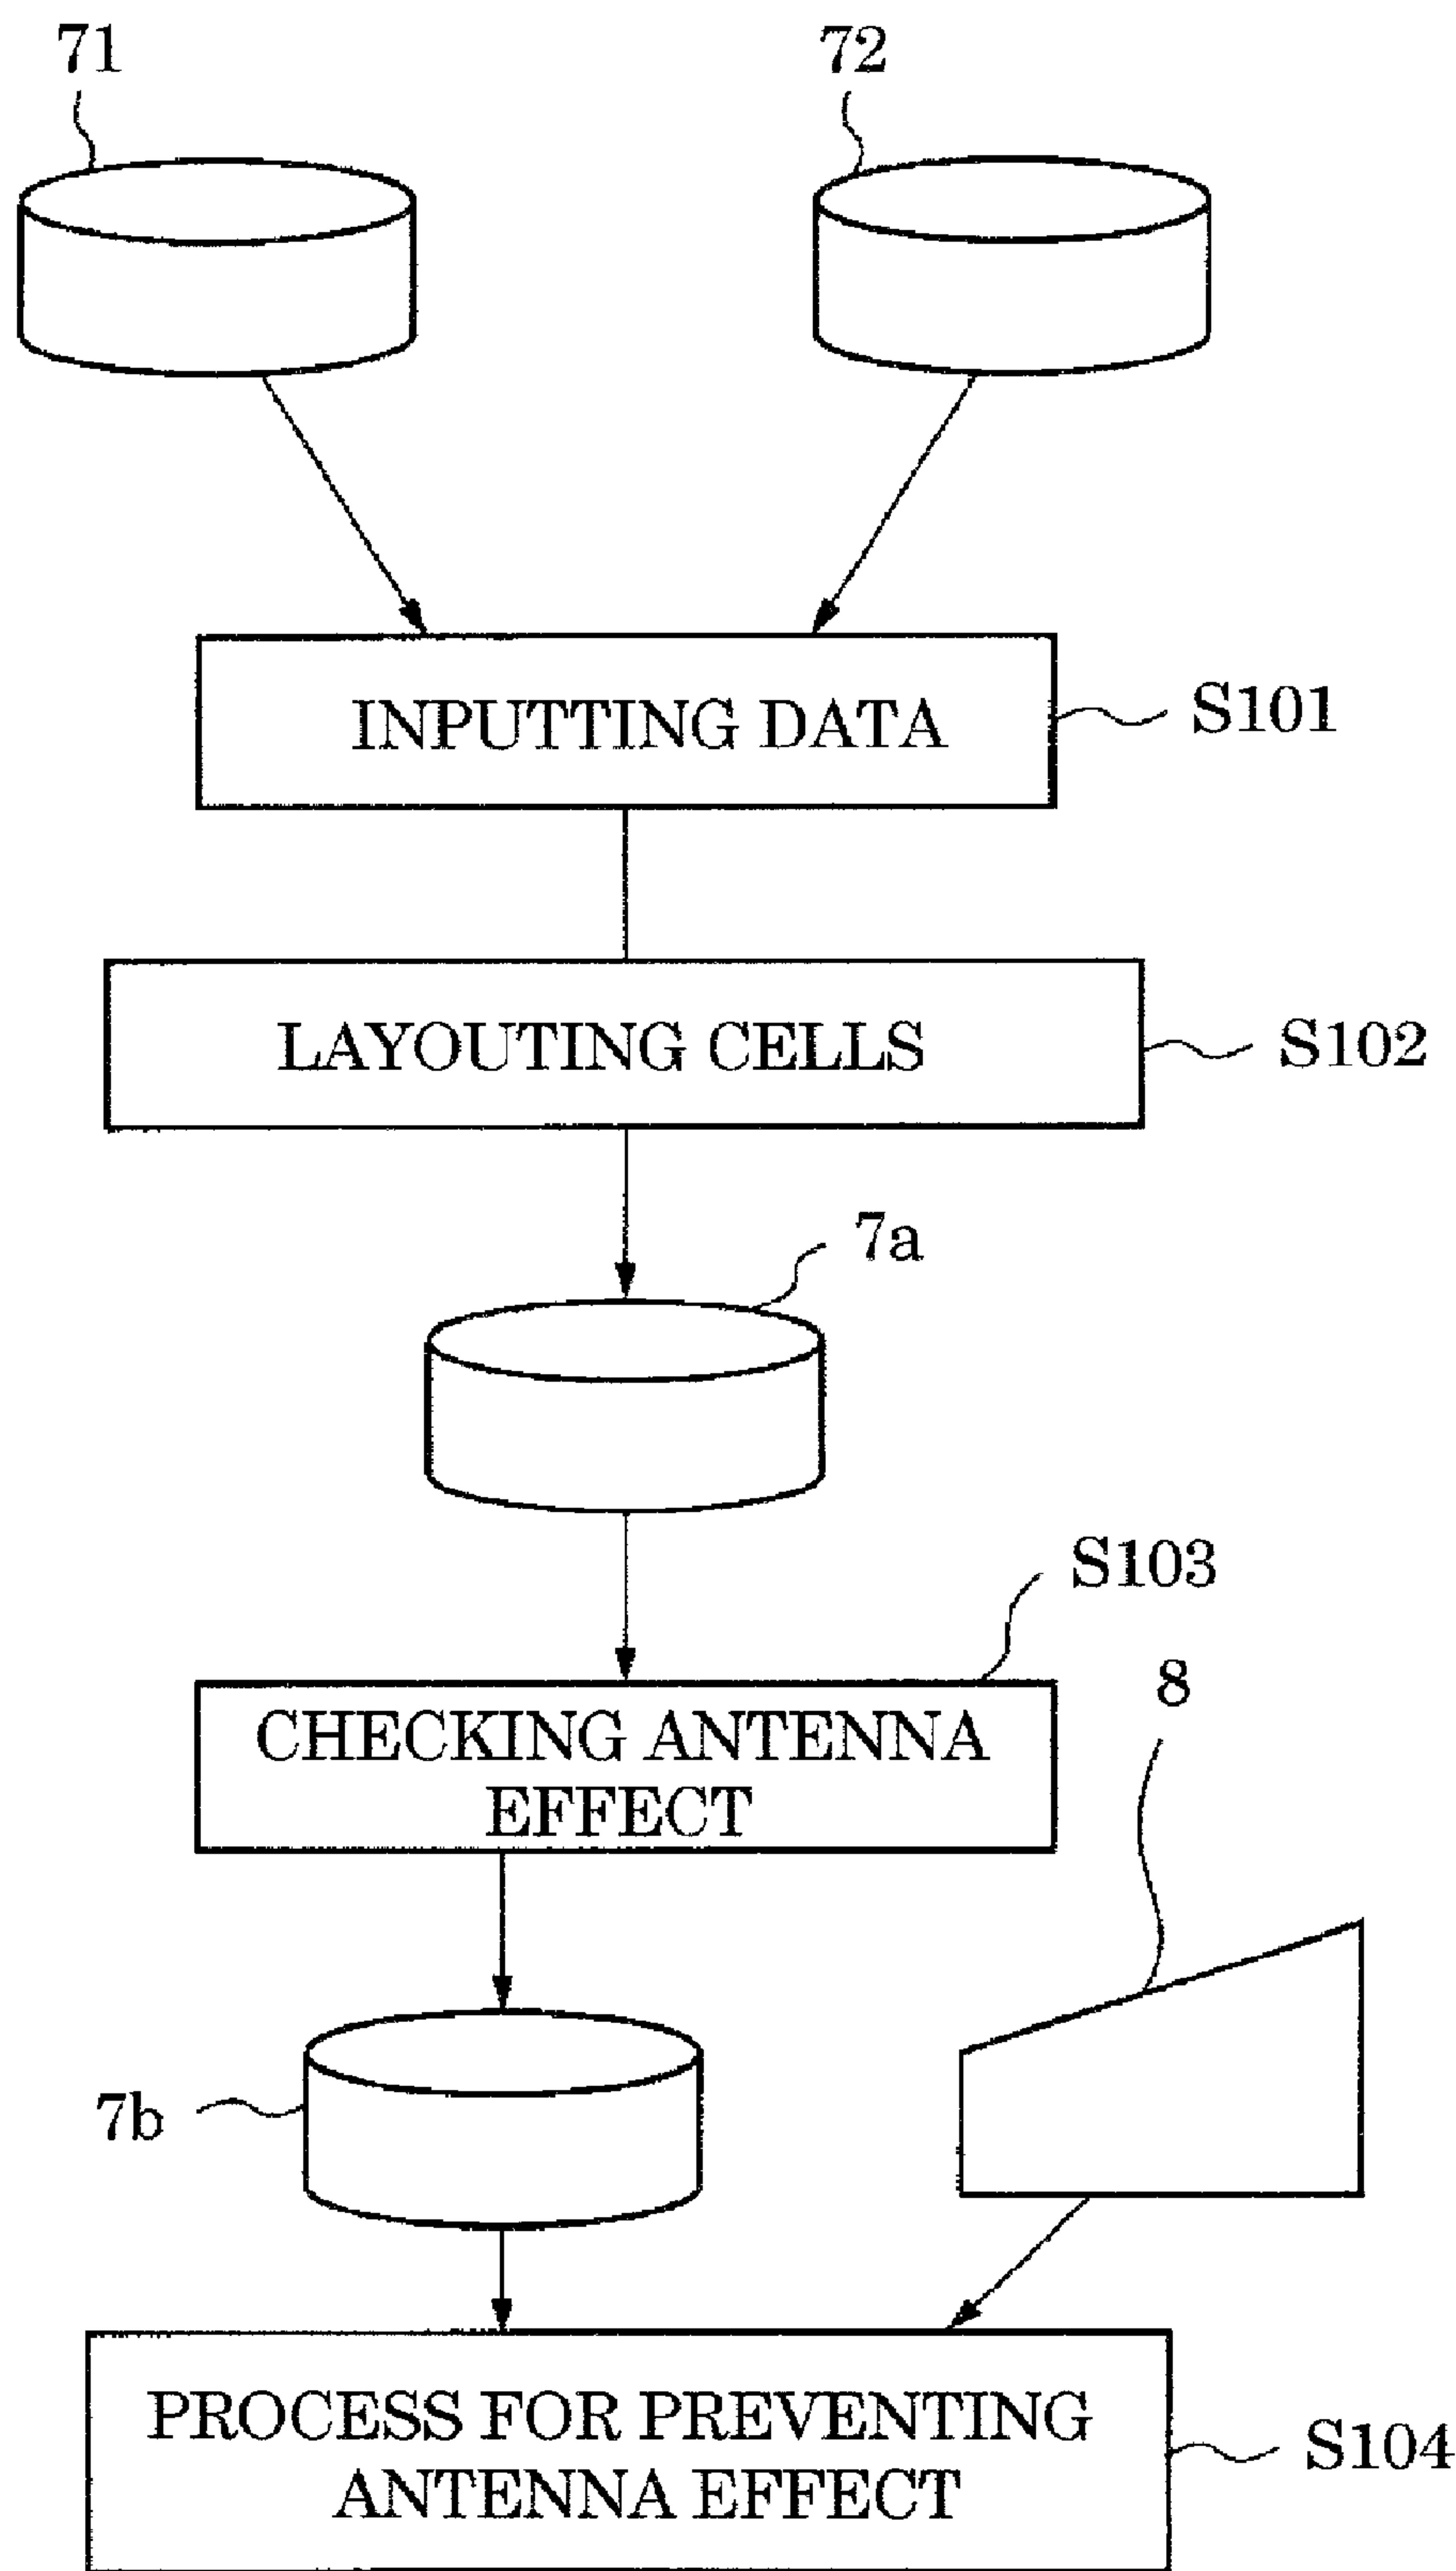 71
72
INPUTTING DATA
S101
LAYOUTING CELLS
S102
7a
S103
CHECKING ANTENNA
EFFECT
8
7b
PROCESS FOR PREVENTING
ANTENNA EFFECT
S104